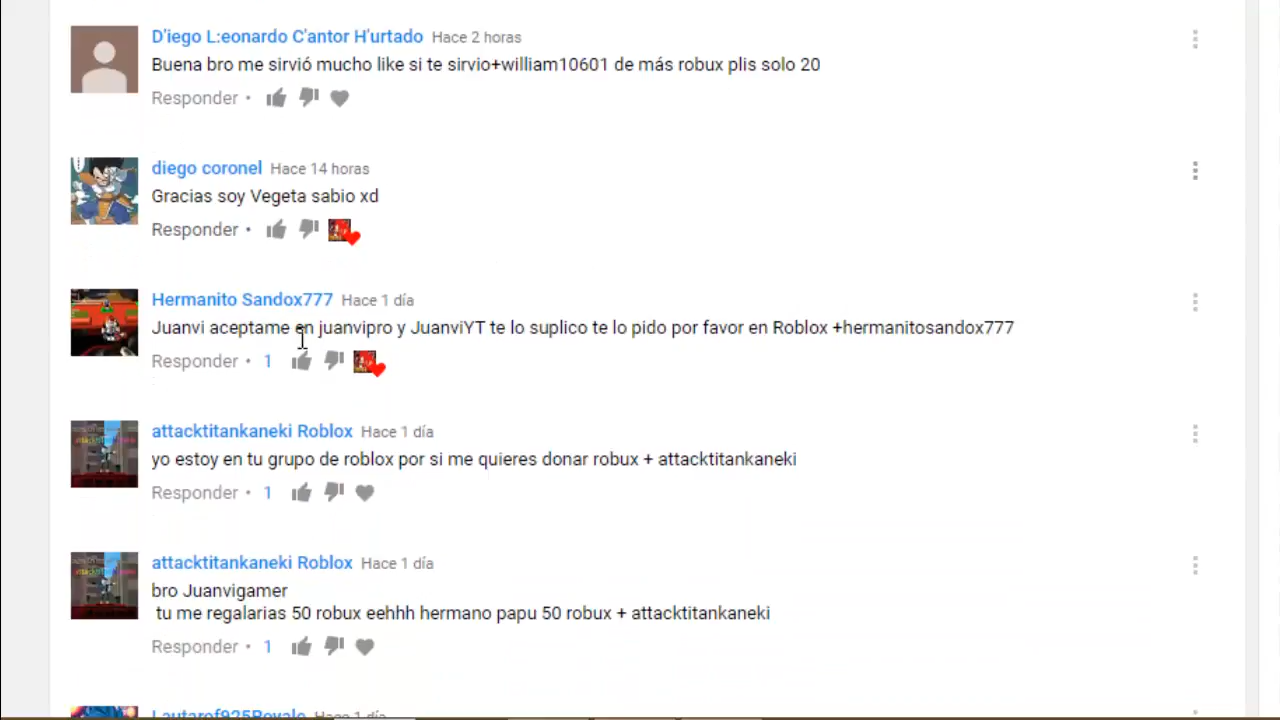 D'iego L:eonardo C'antor H'urtado Hace 2 horas
Buena bro me sirvió mucho like si te sirvio+william10601 de más robux plis solo 20
Responder •
diego coronel Hace 14 horas
Gracias soy Vegeta sabio xd
Responder •
Hermanito Sandox777 Hace 1 día
Juanvi aceptame en juanvipro y JuanviYT te lo suplico te lo pido por favor en Roblox +hermanitosandox777
Responder • 1
attacktitankaneki Roblox Hace 1 día
yo estoy en tu grupo de roblox por si me quieres donar robux + attacktitankaneki
Responder • 1
attacktitankaneki Roblox Hace 1 día
bro Juanvigamer
tu me regalarias 50 robux eehhh hermano papu 50 robux + attacktitankaneki
Responder • 1
Lautarof925Royale Hace 1 día